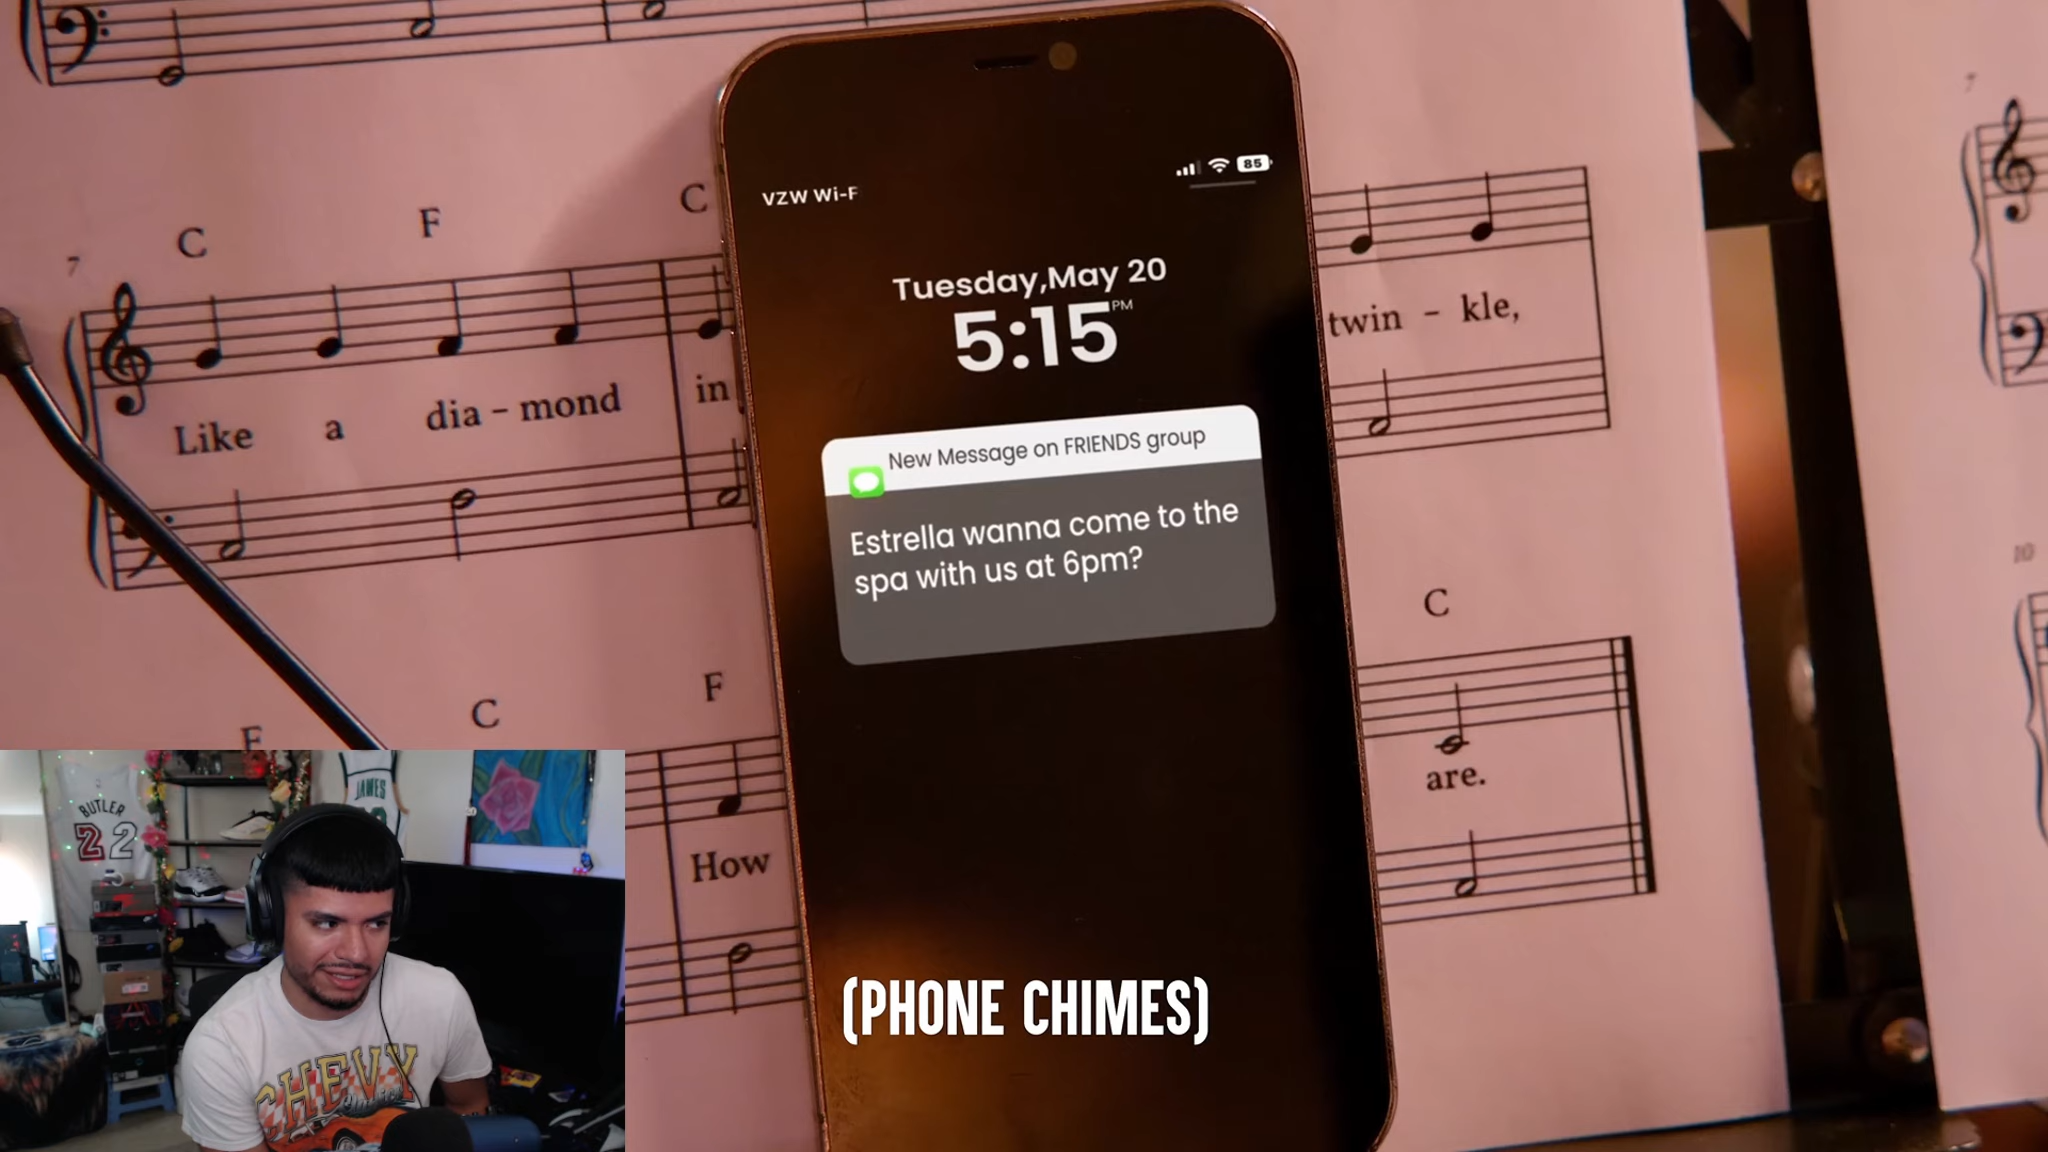 7
C
F
C
Like a dia - mond in
twin - kle,
VZW Wi-F
85
Tuesday,May 20
5:15 PM
New Message on FRIENDS group
Estrella wanna come to the
spa with us at 6pm?
F
C
F
C
How
are.
7
10
(PHONE CHIMES)
BUTLER
22
JAMES
CHEVY